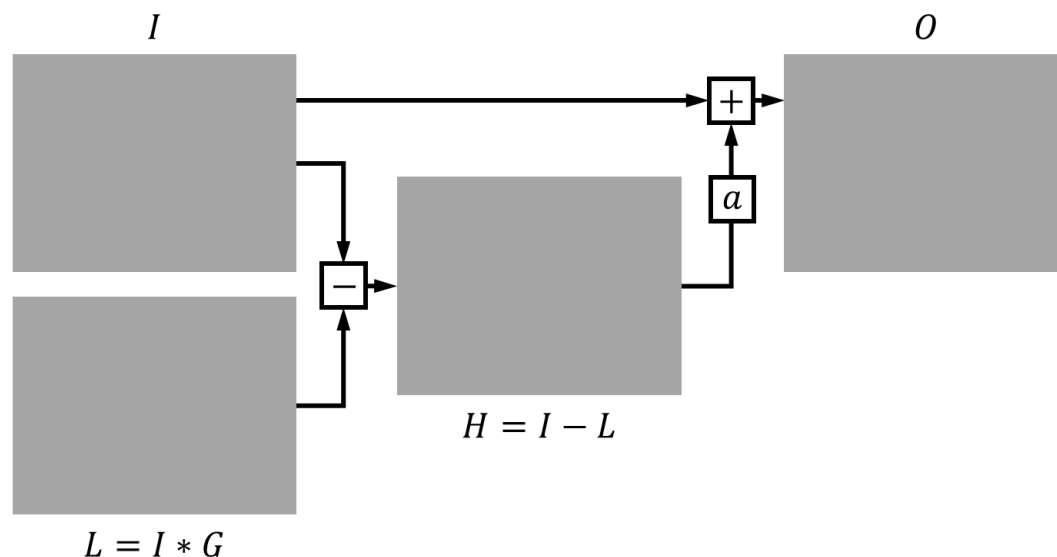 I
O
+
a
−
H = I − L
L = I ∗ G